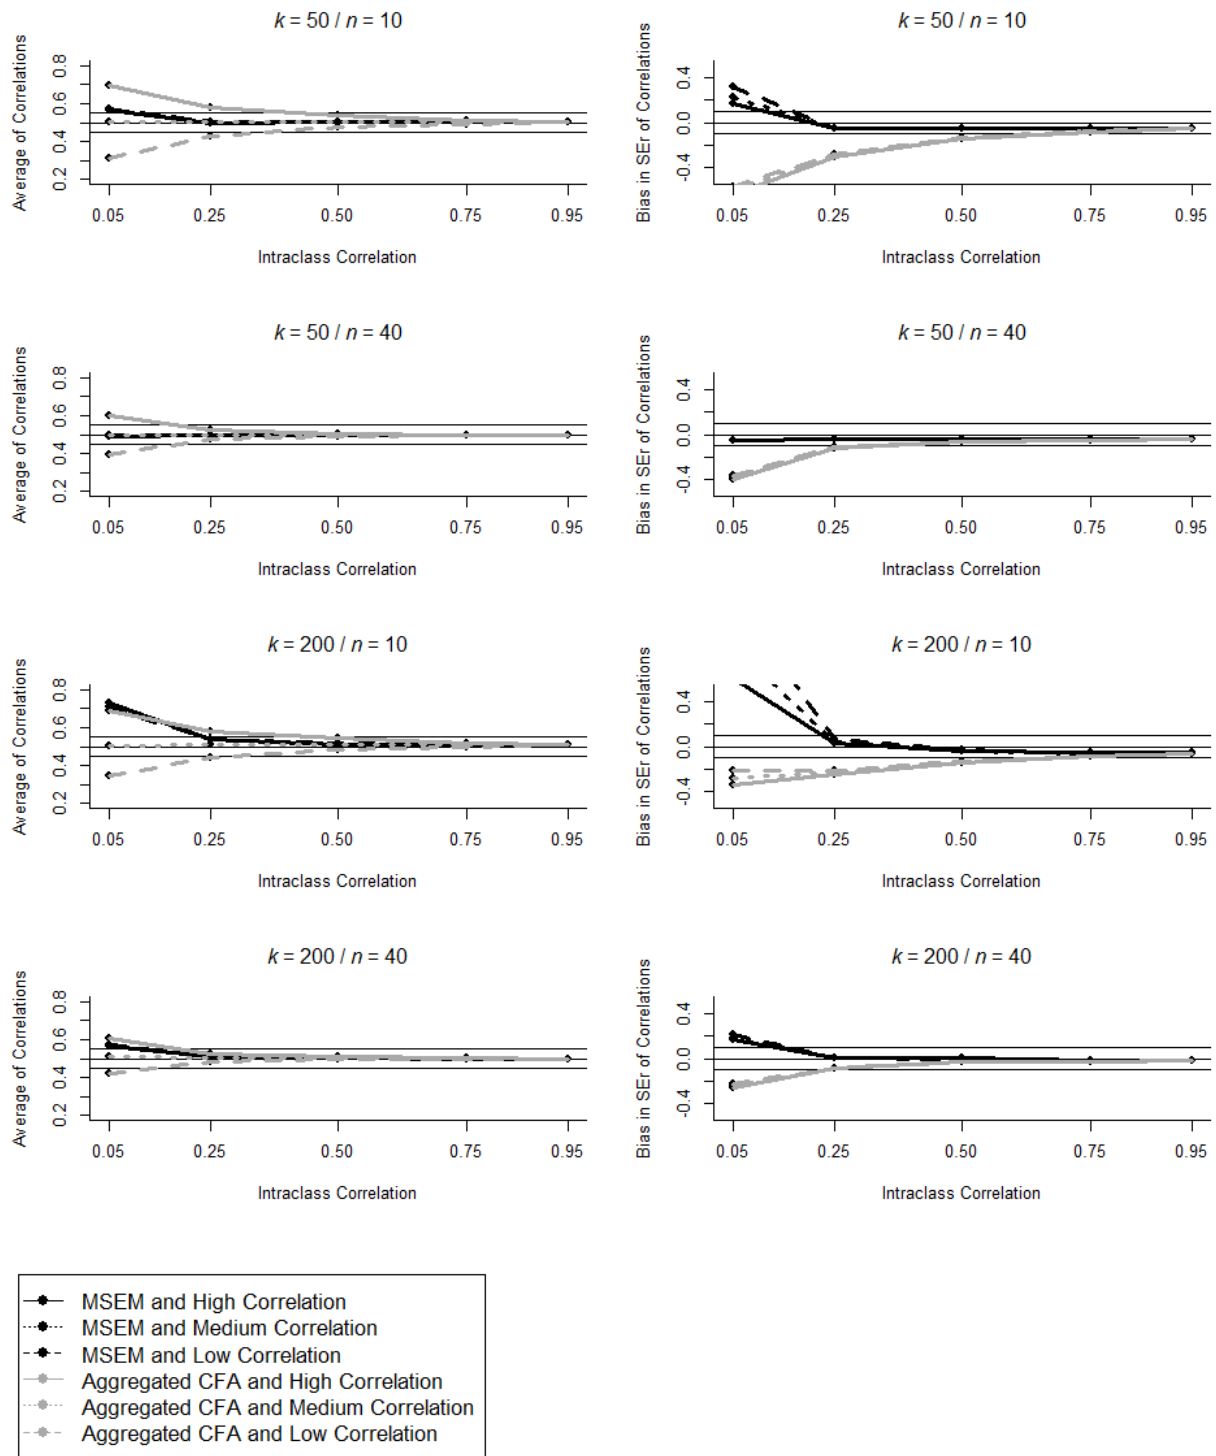 k = 50 / n = 10
Average of Correlations
0.2 0.4 0.6 0.8
0.05 0.25 0.50 0.75 0.95
Intraclass Correlation
k = 50 / n = 10
Bias in SEr of Correlations
-0.4 0.0 0.4
0.05 0.25 0.50 0.75 0.95
Intraclass Correlation
k = 50 / n = 40
Average of Correlations
0.2 0.4 0.6 0.8
0.05 0.25 0.50 0.75 0.95
Intraclass Correlation
k = 50 / n = 40
Bias in SEr of Correlations
-0.4 0.0 0.4
0.05 0.25 0.50 0.75 0.95
Intraclass Correlation
k = 200 / n = 10
Average of Correlations
0.2 0.4 0.6 0.8
0.05 0.25 0.50 0.75 0.95
Intraclass Correlation
k = 200 / n = 10
Bias in SEr of Correlations
-0.4 0.0 0.4
0.05 0.25 0.50 0.75 0.95
Intraclass Correlation
k = 200 / n = 40
Average of Correlations
0.2 0.4 0.6 0.8
0.05 0.25 0.50 0.75 0.95
Intraclass Correlation
k = 200 / n = 40
Bias in SEr of Correlations
-0.4 0.0 0.4
0.05 0.25 0.50 0.75 0.95
Intraclass Correlation
MSEM and High Correlation
MSEM and Medium Correlation
MSEM and Low Correlation
Aggregated CFA and High Correlation
Aggregated CFA and Medium Correlation
Aggregated CFA and Low Correlation